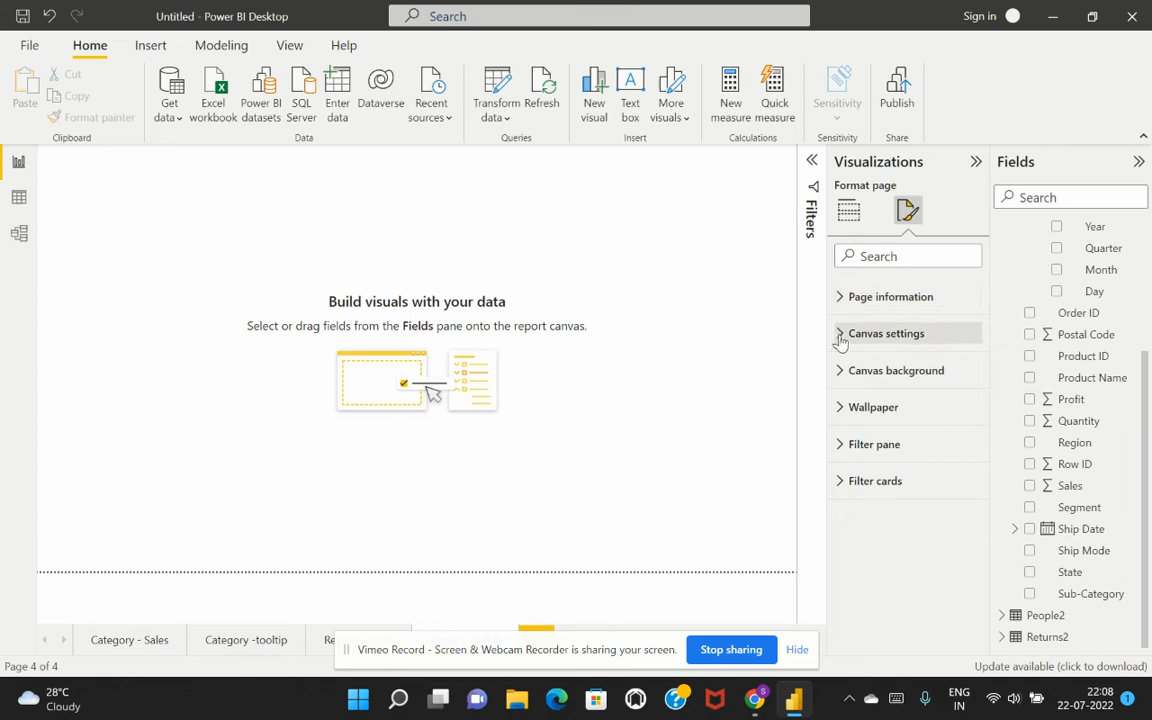 Untitled - Power BI Desktop
Search
Sign in
File
Home
Insert
Modeling
View
Help
Paste
Cut
Copy
Format painter
Clipboard
Get data
Excel workbook
Power BI datasets
SQL Server
Enter data
Dataverse
Recent sources
Data
Transform data
Refresh
Queries
New visual
Text box
More visuals
Insert
New measure
Quick measure
Calculations
Sensitivity
Sensitivity
Publish
Share
Build visuals with your data
Select or drag fields from the Fields pane onto the report canvas.
Filters
Visualizations
Format page
Search
Page information
Canvas settings
Canvas background
Wallpaper
Filter pane
Filter cards
Fields
Search
Year
Quarter
Month
Day
Order ID
Postal Code
Product ID
Product Name
Profit
Quantity
Region
Row ID
Sales
Segment
Ship Date
Ship Mode
State
Sub-Category
People2
Returns2
Category - Sales
Category -tooltip
Vimeo Record - Screen & Webcam Recorder is sharing your screen.
Stop sharing
Hide
Page 4 of 4
Update available (click to download)
28°C
Cloudy
ENG
IN
22:08
22-07-2022
1